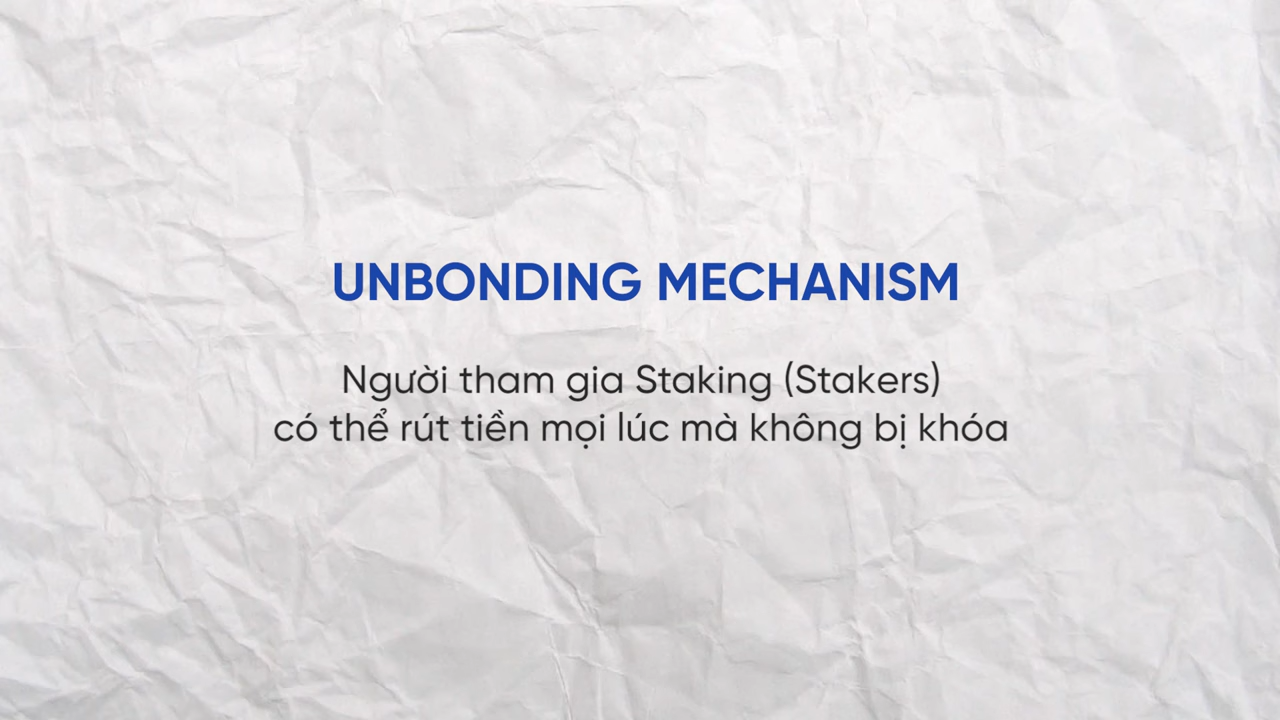 UNBONDING MECHANISM
Người tham gia Staking (Stakers)
có thể rút tiền mọi lúc mà không bị khóa